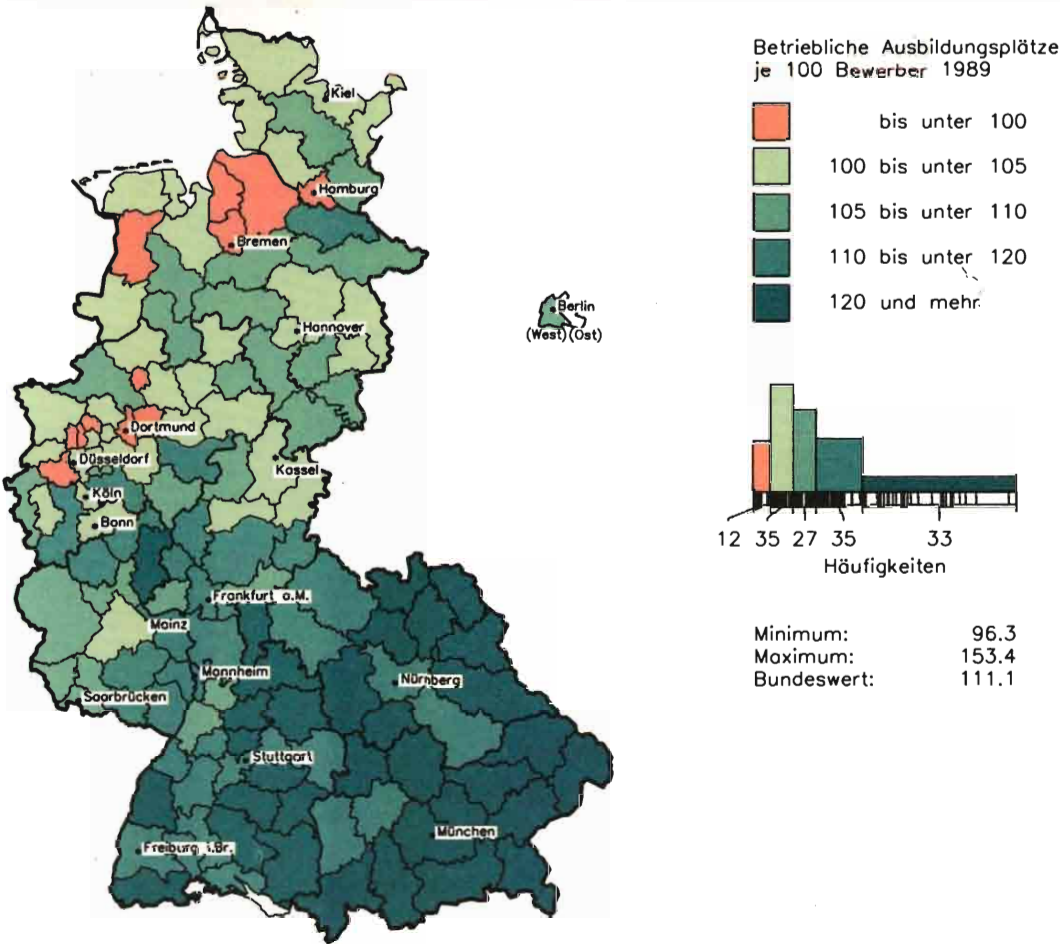 Betriebliche Ausbildungsplätze
je 100 Bewerber 1989
bis unter 100
100 bis unter 105
105 bis unter 110
110 bis unter 120
120 und mehr
12 35 27 35 33
Häufigkeiten
Minimum: 96.3
Maximum: 153.4
Bundeswert: 111.1
Kiel
Hamburg
Bremen
Berlin
(West) (Ost)
Hannover
Dortmund
Düsseldorf
Kassel
Köln
Bonn
Frankfurt a.M.
Mainz
Mannheim
Nürnberg
Saarbrücken
Stuttgart
München
Freiburg i.Br.